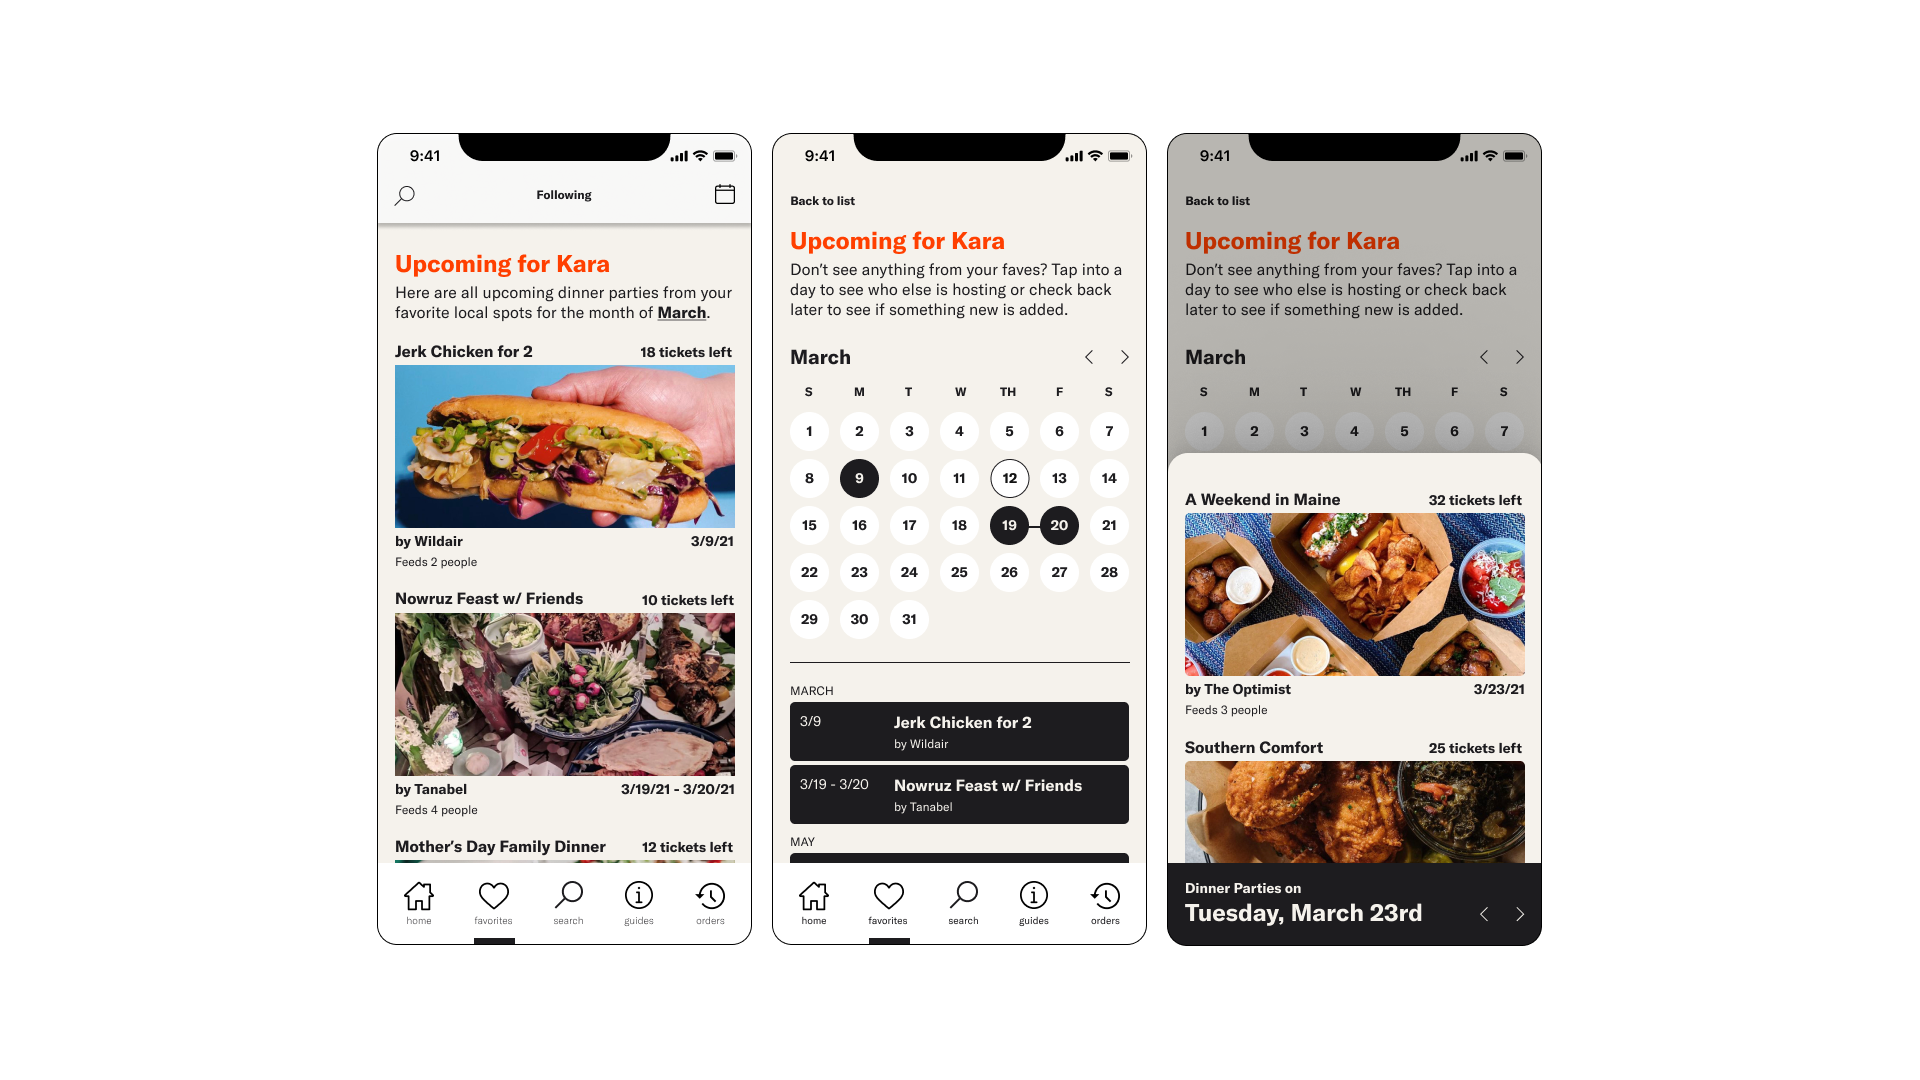 9:41
Following
Upcoming for Kara
Here are all upcoming dinner parties from your
favorite local spots for the month of March.
Jerk Chicken for 2 18 tickets left
by Wildair 3/9/21
Feeds 2 people
Nowruz Feast w/ Friends 10 tickets left
by Tanabel 3/19/21 - 3/20/21
Feeds 4 people
Mother's Day Family Dinner 12 tickets left
home favorites search guides orders
9:41
Back to list
Upcoming for Kara
Don't see anything from your faves? Tap into a
day to see who else is hosting or check back
later to see if something new is added.
March
S M T W TH F S
1 2 3 4 5 6 7
8 9 10 11 12 13 14
15 16 17 18 19 20 21
22 23 24 25 26 27 28
29 30 31
MARCH
3/9 Jerk Chicken for 2
by Wildair
3/19 - 3/20 Nowruz Feast w/ Friends
by Tanabel
MAY
home favorites search guides orders
9:41
Back to list
Upcoming for Kara
Don't see anything from your faves? Tap into a
day to see who else is hosting or check back
later to see if something new is added.
March
S M T W TH F S
1 2 3 4 5 6 7
A Weekend in Maine 32 tickets left
by The Optimist 3/23/21
Feeds 3 people
Southern Comfort 25 tickets left
Dinner Parties on
Tuesday, March 23rd